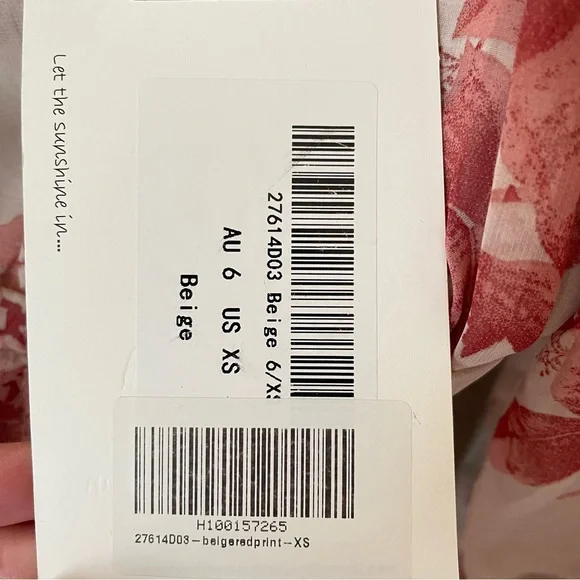 Let the sunshine in...
27614D03 Beige 6/XS
AU 6 US XS
Beige
H100157265
27614D03-beigeredprint-XS